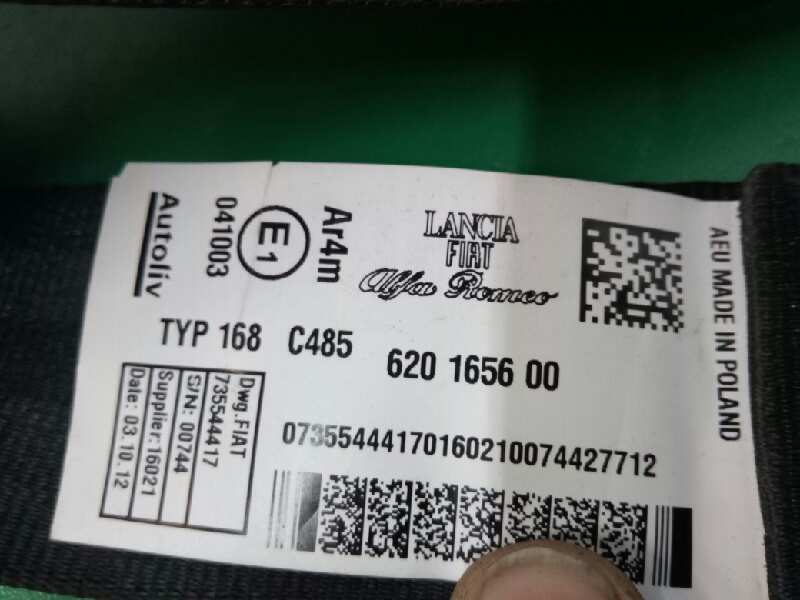 Autoliv
041003
E1
Ar4m
LANCIA
FIAT
Alfa Romeo
AEU MADE IN POLAND
TYP 168 C485 620 1656 00
Dwg.FIAT
735544417
S/N: 00744
Supplier:16021
Date: 03.10.12
07355444170160210074427712